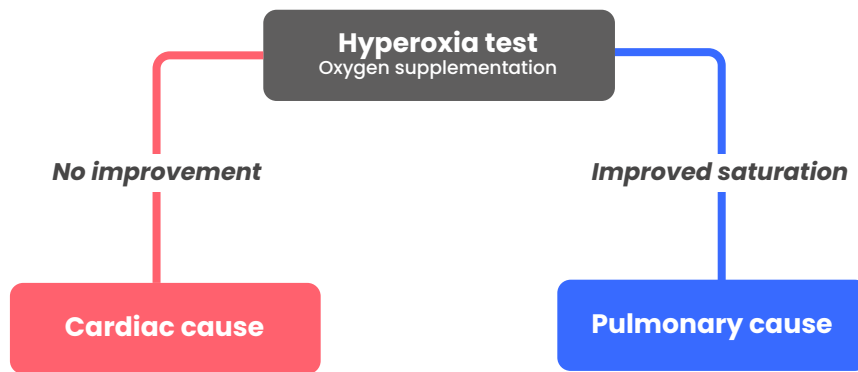 Hyperoxia test
Oxygen supplementation
No improvement
Improved saturation
Cardiac cause
Pulmonary cause